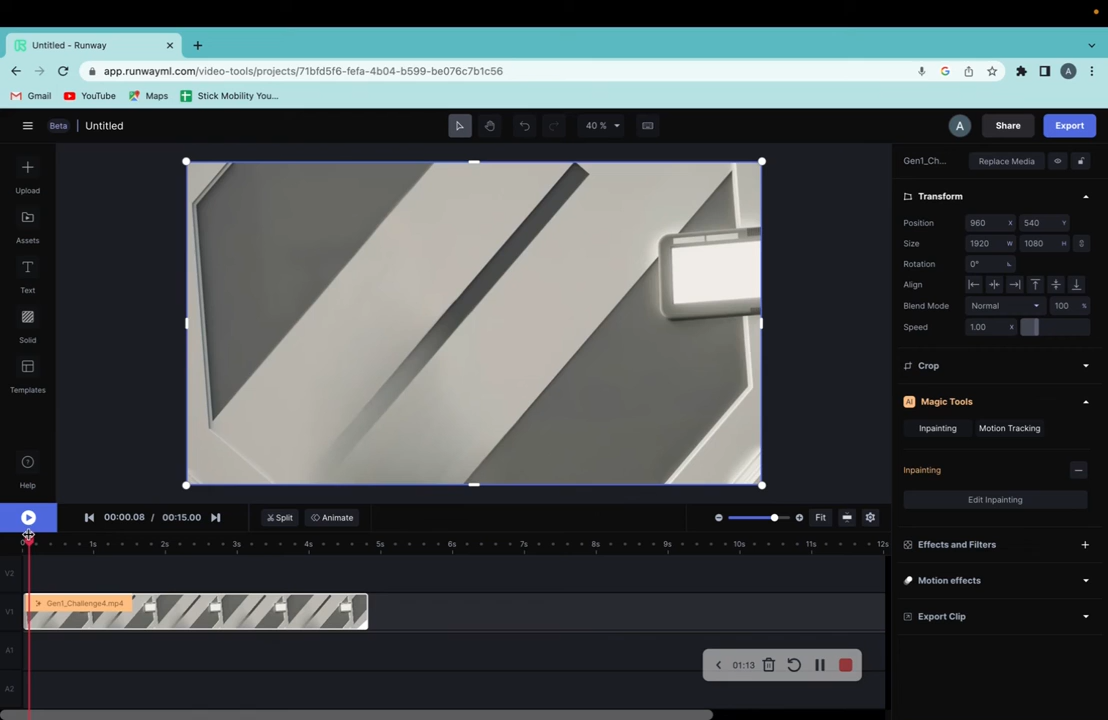 Untitled - Runway
app.runwayml.com/video-tools/projects/71bfd5f6-fefa-4b04-b599-be076c7b1c56
A
Gmail
YouTube
Maps
Stick Mobility You...
Beta
Untitled
40 %
A
Share
Export
Upload
Assets
Text
Solid
Templates
Help
Gen1_Ch...
Replace Media
Transform
Position 960 X 540 Y
Size 1920 W 1080 H
Rotation 0°
Align
Blend Mode Normal 100 %
Speed 1.00 X
Crop
AI Magic Tools
Inpainting Motion Tracking
Inpainting
Edit Inpainting
Effects and Filters
Motion effects
Export Clip
00:00.08 / 00:15.00
Split
Animate
Fit
1s 2s 3s 4s 5s 6s 7s 8s 9s 10s 11s 12s
V2
V1
Gen1_Challenge4.mp4
A1
A2
01:13